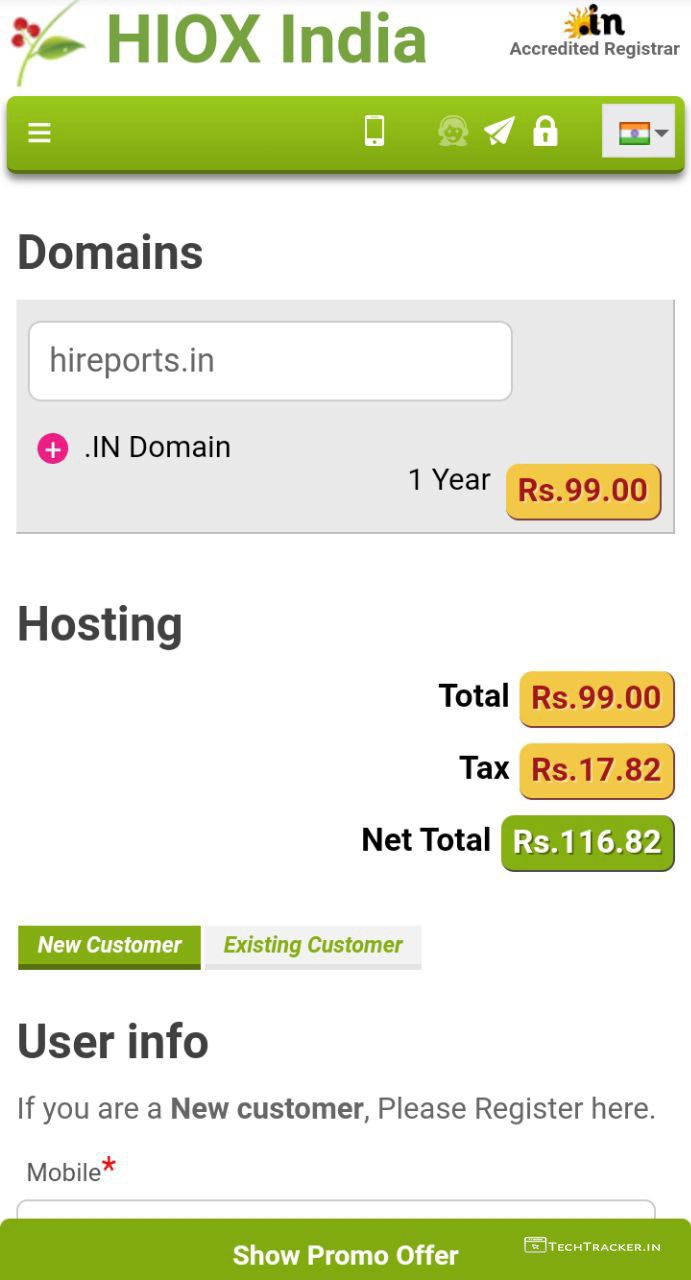 HIOX India
.in
Accredited Registrar
Domains
hireports.in
+ .IN Domain
1 Year Rs.99.00
Hosting
Total Rs.99.00
Tax Rs.17.82
Net Total Rs.116.82
New Customer Existing Customer
User info
If you are a New customer, Please Register here.
Mobile*
Show Promo Offer
TECHTRACKER.IN